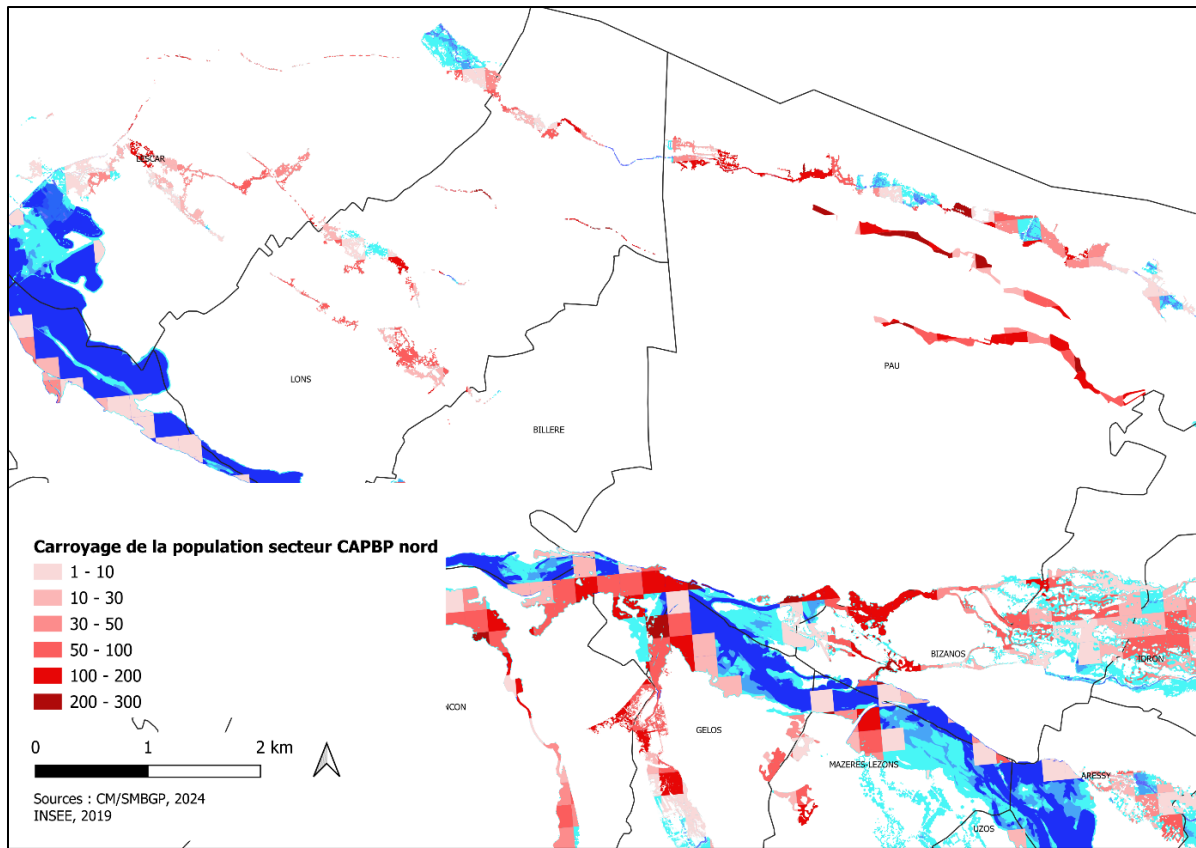 LESCAR
PAU
LONS
BILLERE
Carroyage de la population secteur CAPBP nord
1 - 10
10 - 30
30 - 50
50 - 100
100 - 200
200 - 300
0 1 2 km
Sources : CM/SMBGP, 2024
INSEE, 2019
BIZANOS
IDRON
NCON
GELOS
MAZERES-LEZONS
ARESSY
UZOS